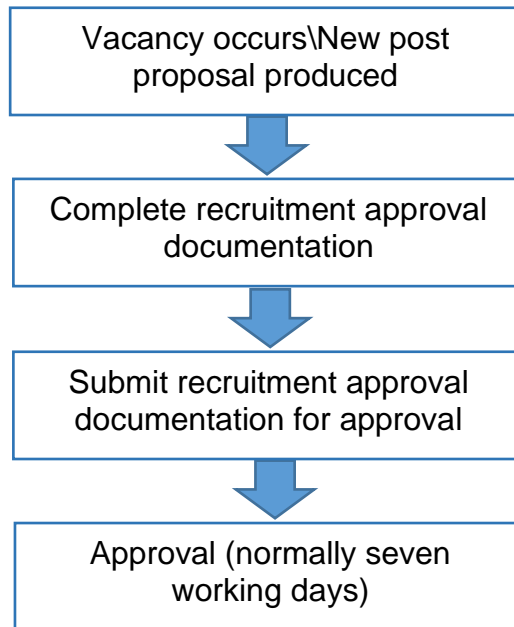 Vacancy occurs\New post
proposal produced
Complete recruitment approval
documentation
Submit recruitment approval
documentation for approval
Approval (normally seven
working days)